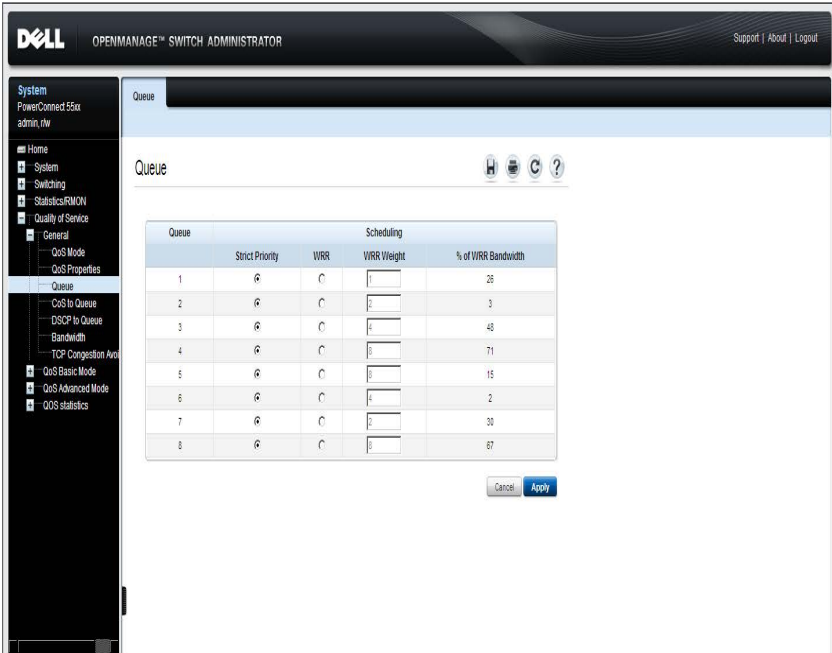 DELL OPENMANAGE™ SWITCH ADMINISTRATOR Support | About | Logout
System
PowerConnect 55xx
admin, r/w
Home
System
Switching
Statistics/RMON
Quality of Service
General
QoS Mode
QoS Properties
Queue
CoS to Queue
DSCP to Queue
Bandwidth
TCP Congestion Avoi
QoS Basic Mode
QoS Advanced Mode
QOS statistics
Queue
Queue
Queue Scheduling
Strict Priority WRR WRR Weight % of WRR Bandwidth
1 1 26
2 2 3
3 4 48
4 8 71
5 8 15
6 4 2
7 2 30
8 8 67
Cancel Apply